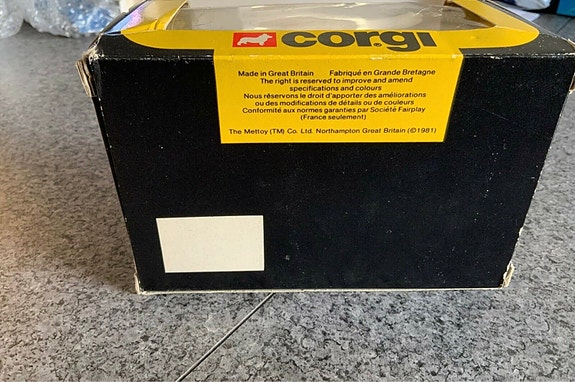 corgi
Made in Great Britain Fabriqué en Grande Bretagne
The right is reserved to improve and amend
specifications and colours
Nous réservons le droit d'apporter des améliorations
ou des modifications de détails ou de couleurs
Conformité aux normes garanties par Société Fairplay
(France seulement)
The Mettoy (TM) Co. Ltd. Northampton Great Britain (©1981)